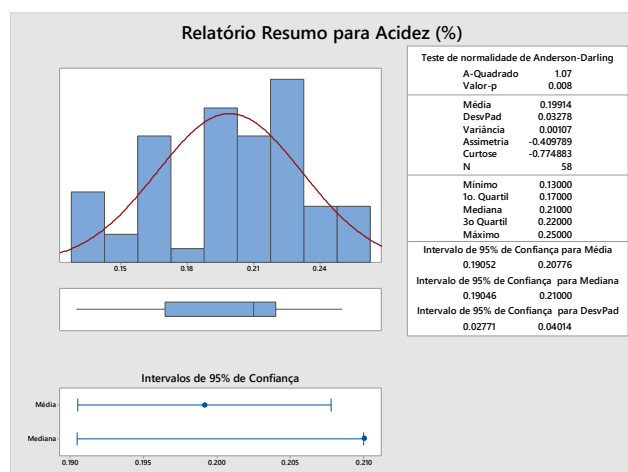 Relatório Resumo para Acidez (%)
Teste de normalidade de Anderson-Darling
A-Quadrado 1.07
Valor-p 0.008
Média 0.19914
DesvPad 0.03278
Variância 0.00107
Assimetria -0.409789
Curtose -0.774883
N 58
Mínimo 0.13000
1o. Quartil 0.17000
Mediana 0.21000
3o Quartil 0.22000
Máximo 0.25000
Intervalo de 95% de Confiança para Média
0.19052 0.20776
Intervalo de 95% de Confiança para Mediana
0.19046 0.21000
Intervalo de 95% de Confiança para DesvPad
0.02771 0.04014
0.15 0.18 0.21 0.24
Intervalos de 95% de Confiança
Média
Mediana
0.190 0.195 0.200 0.205 0.210